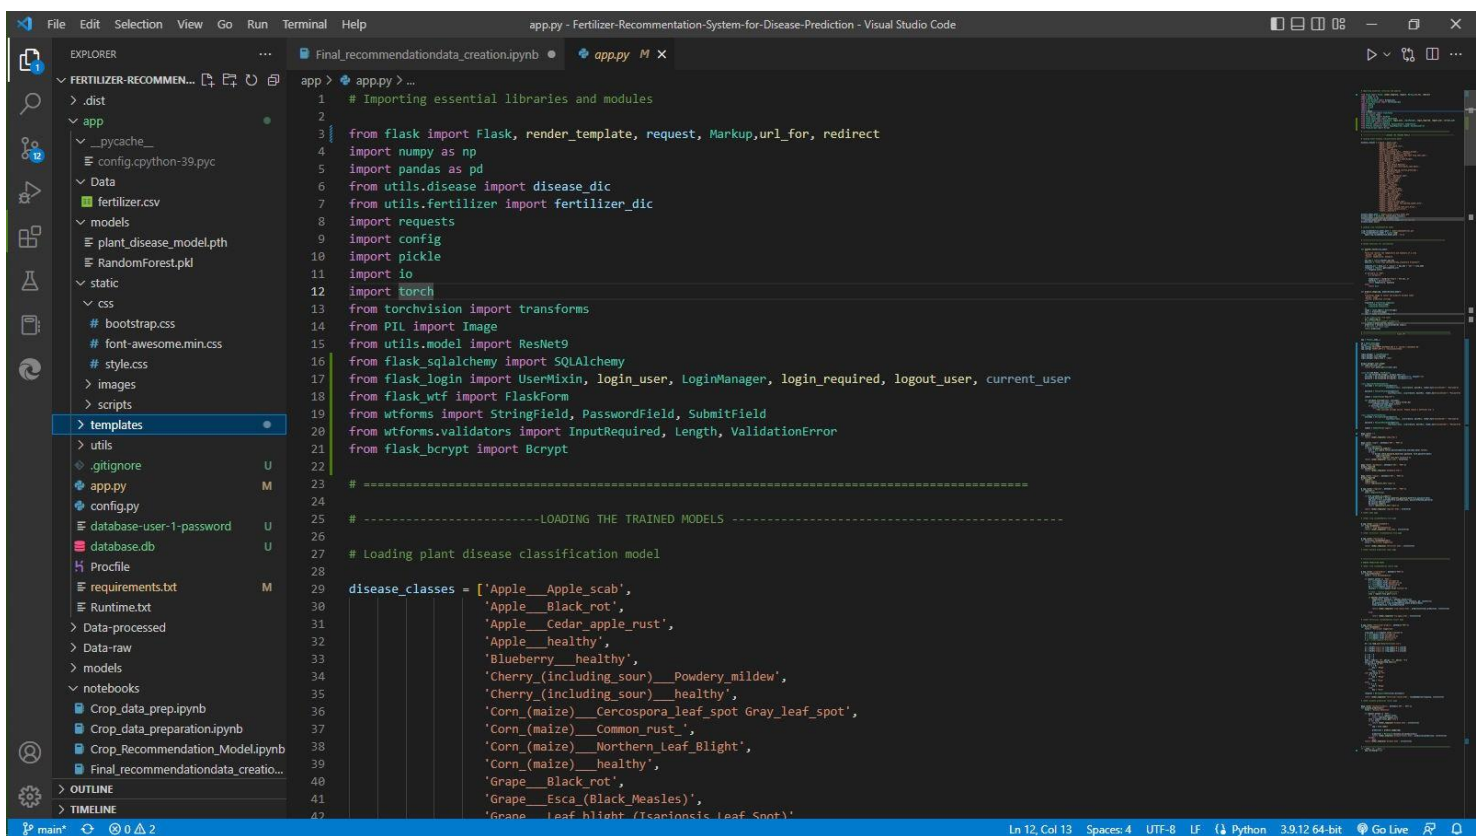 File Edit Selection View Go Run Terminal Help app.py - Fertilizer-Recommentation-System-for-Disease-Prediction - Visual Studio Code
EXPLORER
FERTILIZER-RECOMMEN...
.dist
app
__pycache__
config.cpython-39.pyc
Data
fertilizer.csv
models
plant_disease_model.pth
RandomForest.pkl
static
css
# bootstrap.css
# font-awesome.min.css
# style.css
images
scripts
templates
utils
.gitignore U
app.py M
config.py
database-user-1-password U
database.db U
Procfile
requirements.txt M
Runtime.txt
Data-processed
Data-raw
models
notebooks
Crop_data_prep.ipynb
Crop_data_preparation.ipynb
Crop_Recommendation_Model.ipynb
Final_recommendationdata_creatio...
OUTLINE
TIMELINE
1
12
Final_recommendationdata_creation.ipynb
app.py M
app > app.py > ...
1 # Importing essential libraries and modules
2
3 from flask import Flask, render_template, request, Markup,url_for, redirect
4 import numpy as np
5 import pandas as pd
6 from utils.disease import disease_dic
7 from utils.fertilizer import fertilizer_dic
8 import requests
9 import config
10 import pickle
11 import io
12 import torch
13 from torchvision import transforms
14 from PIL import Image
15 from utils.model import ResNet9
16 from flask_sqlalchemy import SQLAlchemy
17 from flask_login import UserMixin, login_user, LoginManager, login_required, logout_user, current_user
18 from flask_wtf import FlaskForm
19 from wtforms import StringField, PasswordField, SubmitField
20 from wtforms.validators import InputRequired, Length, ValidationError
21 from flask_bcrypt import Bcrypt
22
23 # ==============================================================================================
24
25 # -------------------------LOADING THE TRAINED MODELS -----------------------------------------------
26
27 # Loading plant disease classification model
28
29 disease_classes = ['Apple___Apple_scab',
30 'Apple___Black_rot',
31 'Apple___Cedar_apple_rust',
32 'Apple___healthy',
33 'Blueberry___healthy',
34 'Cherry_(including_sour)___Powdery_mildew',
35 'Cherry_(including_sour)___healthy',
36 'Corn_(maize)___Cercospora_leaf_spot Gray_leaf_spot',
37 'Corn_(maize)___Common_rust_',
38 'Corn_(maize)___Northern_Leaf_Blight',
39 'Corn_(maize)___healthy',
40 'Grape___Black_rot',
41 'Grape___Esca_(Black_Measles)',
42 'Grape___Leaf_blight_(Isariopsis_Leaf_Spot)',
main* 0 2 Ln 12, Col 13 Spaces: 4 UTF-8 LF Python 3.9.12 64-bit Go Live